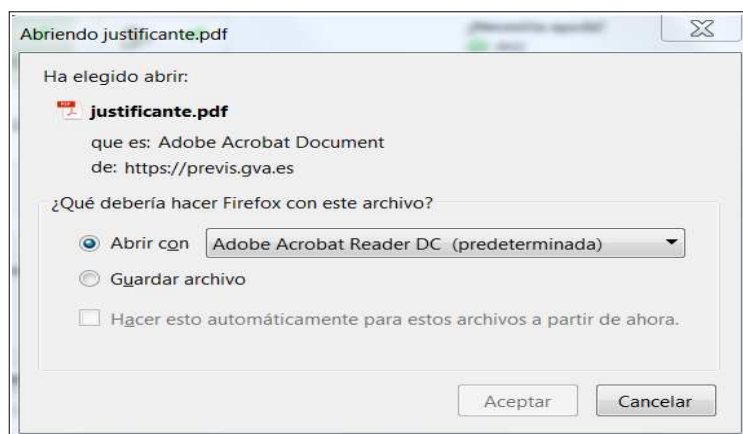 Abriendo justificante.pdf
Ha elegido abrir:
justificante.pdf
que es: Adobe Acrobat Document
de: https://previs.gva.es
¿Qué debería hacer Firefox con este archivo?
Abrir con Adobe Acrobat Reader DC (predeterminada)
Guardar archivo
Hacer esto automáticamente para estos archivos a partir de ahora.
Aceptar Cancelar